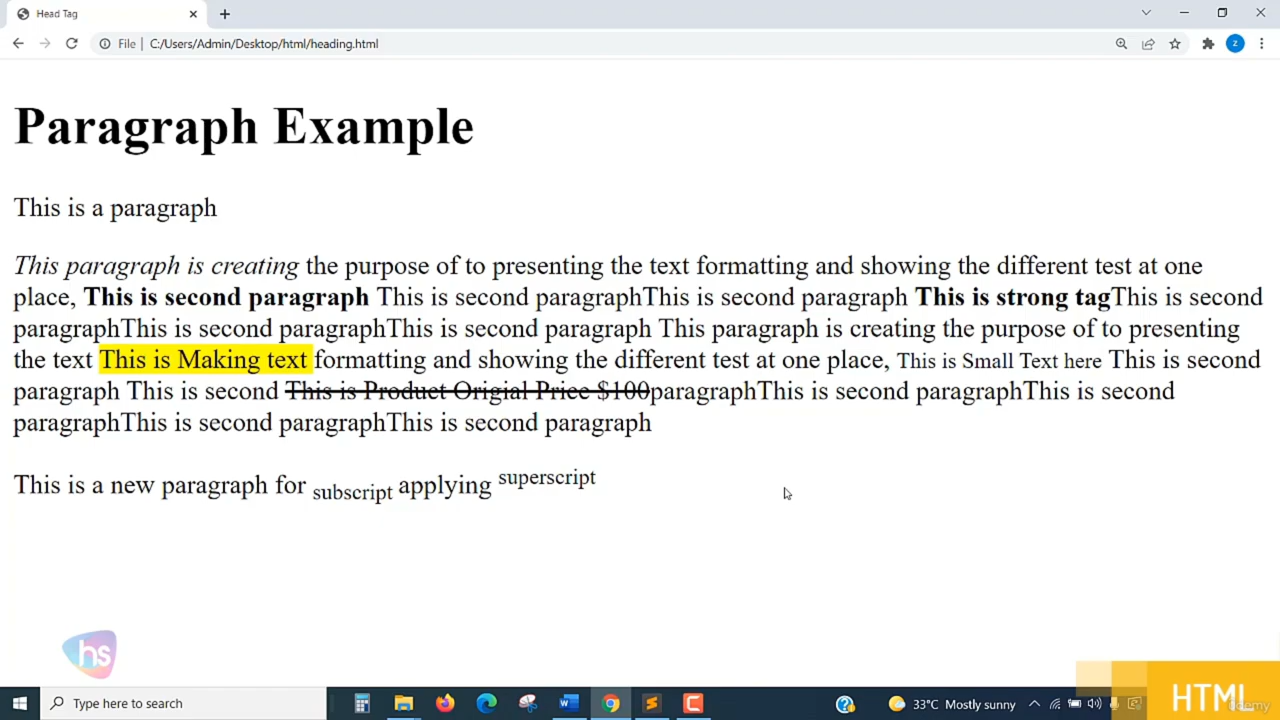 Head Tag
File
C:/Users/Admin/Desktop/html/heading.html
Z
Paragraph Example
This is a paragraph
This paragraph is creating the purpose of to presenting the text formatting and showing the different test at one
place, This is second paragraph This is second paragraphThis is second paragraph This is strong tagThis is second
paragraphThis is second paragraphThis is second paragraph This paragraph is creating the purpose of to presenting
the text This is Making text formatting and showing the different test at one place, This is Small Text here This is second
paragraph This is second This is Product Origial Price $100paragraphThis is second paragraphThis is second
paragraphThis is second paragraphThis is second paragraph
This is a new paragraph for subscript applying superscript
hs
Type here to search
33°C Mostly sunny
HTML
Udemy